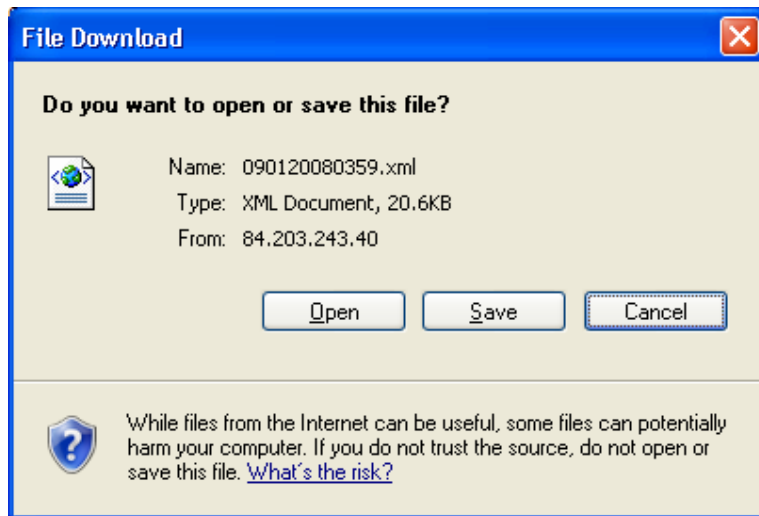 File Download
Do you want to open or save this file?
Name: 090120080359.xml
Type: XML Document, 20.6KB
From: 84.203.243.40
Open Save Cancel
While files from the Internet can be useful, some files can potentially
harm your computer. If you do not trust the source, do not open or
save this file. What's the risk?